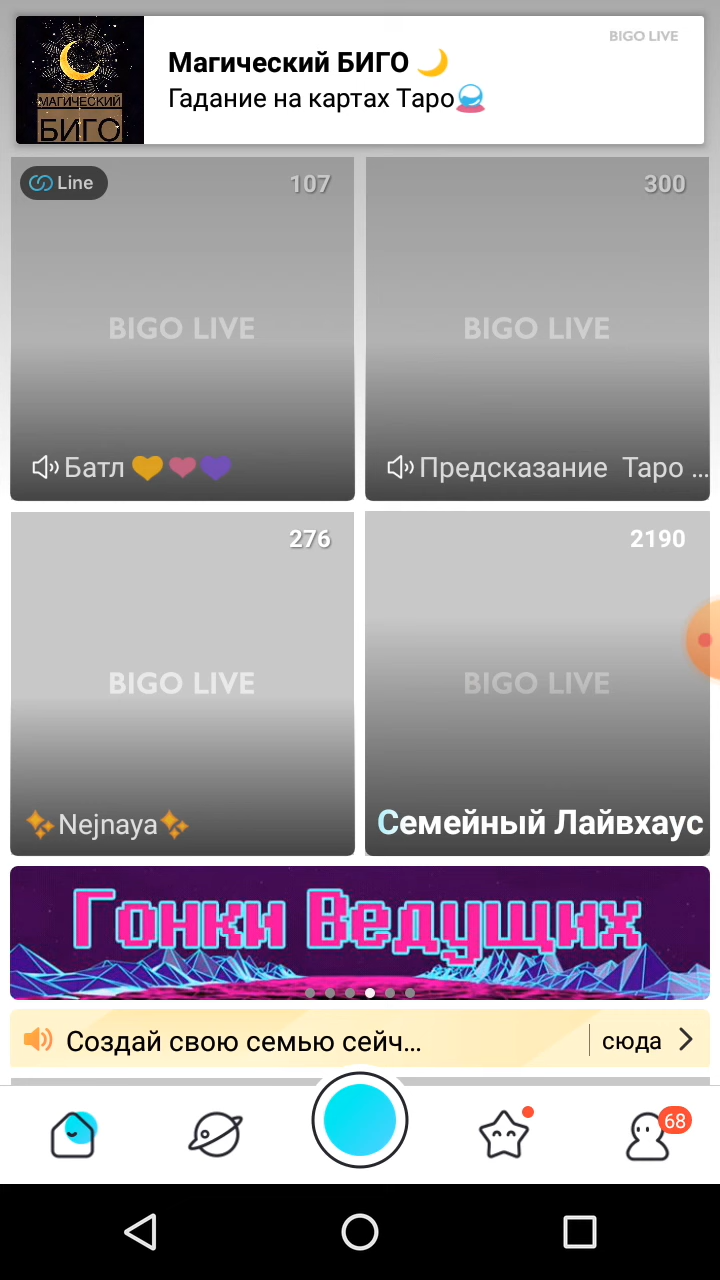 BIGO LIVE
Магический БИГО
Гадание на картах Таро
МАГИЧЕСКИЙ
БИГО
Line
107
300
BIGO LIVE
BIGO LIVE
Батл
Предсказание Таро ...
276
2190
BIGO LIVE
BIGO LIVE
Nejnaya
Семейный Лайвхаус
Гонки Ведущих
Создай свою семью сейч...
сюда
68